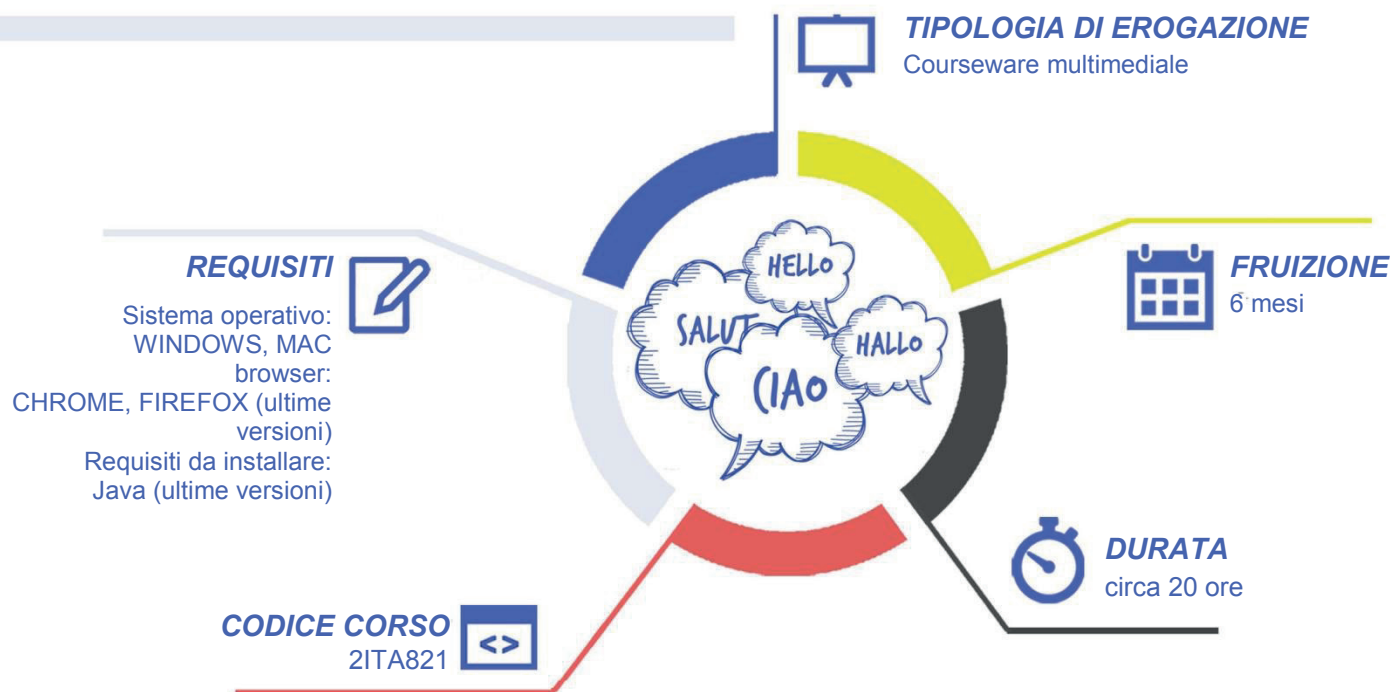 TIPOLOGIA DI EROGAZIONE
Courseware multimediale
REQUISITI
Sistema operativo:
WINDOWS, MAC
browser:
CHROME, FIREFOX (ultime
versioni)
Requisiti da installare:
Java (ultime versioni)
HELLO
SALUT
HALLO
CIAO
FRUIZIONE
6 mesi
DURATA
circa 20 ore
CODICE CORSO
2ITA821
<>